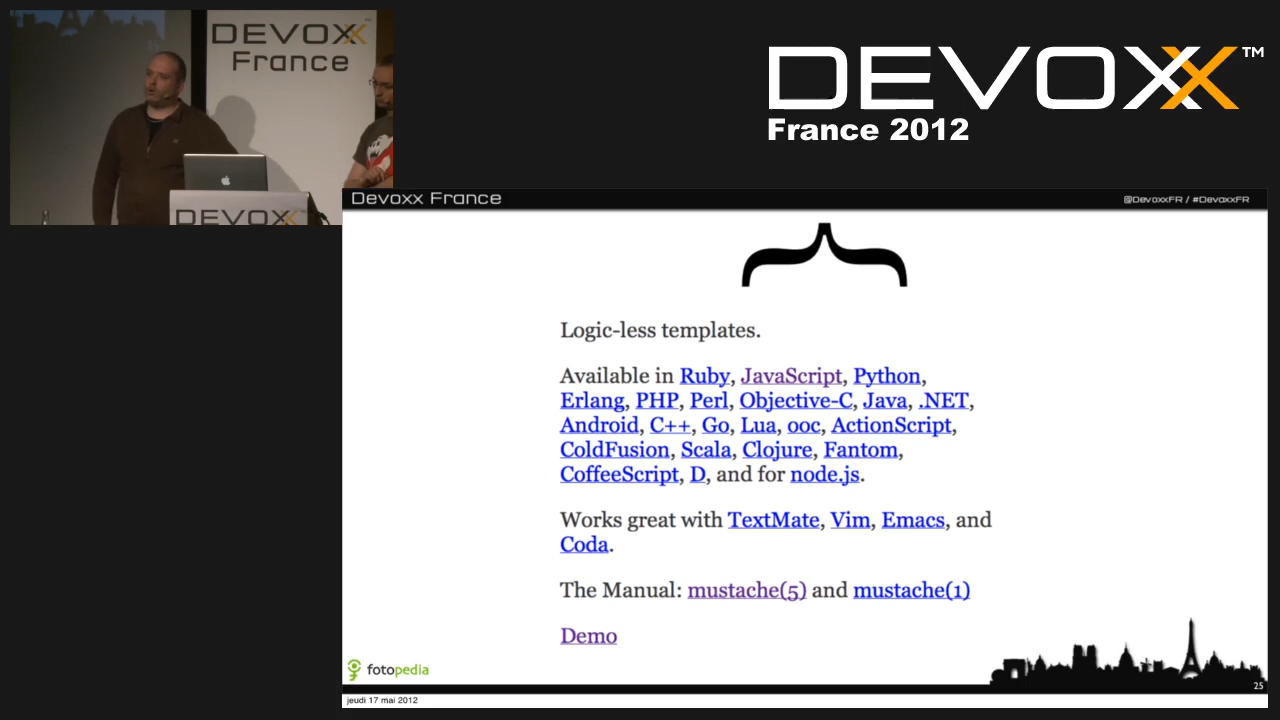 DEVOXX™
France
DEVOXX
DEVOXX™
France 2012
Devoxx France
@DevoxxFR / #DevoxxFR
{
Logic-less templates.
Available in Ruby, JavaScript, Python,
Erlang, PHP, Perl, Objective-C, Java, .NET,
Android, C++, Go, Lua, ooc, ActionScript,
ColdFusion, Scala, Clojure, Fantom,
CoffeeScript, D, and for node.js.
Works great with TextMate, Vim, Emacs, and
Coda.
The Manual: mustache(5) and mustache(1)
Demo
fotopedia
25
jeudi 17 mai 2012